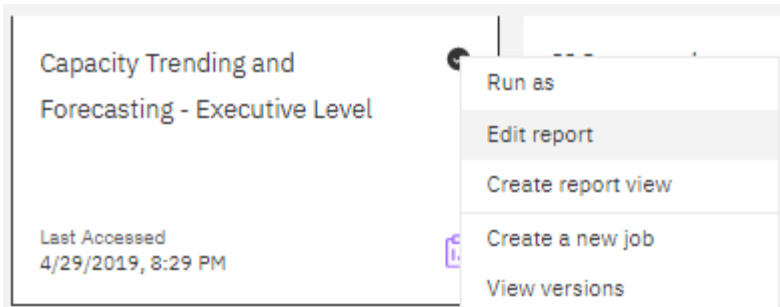 Capacity Trending and
Forecasting - Executive Level
Last Accessed
4/29/2019, 8:29 PM
Run as
Edit report
Create report view
Create a new job
View versions